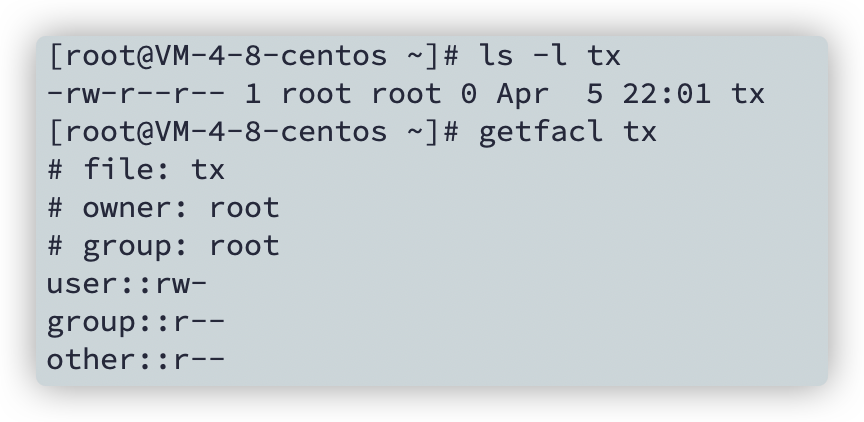 [root@VM-4-8-centos ~]# ls -l tx
-rw-r--r-- 1 root root 0 Apr  5 22:01 tx
[root@VM-4-8-centos ~]# getfacl tx
# file: tx
# owner: root
# group: root
user::rw-
group::r--
other::r--